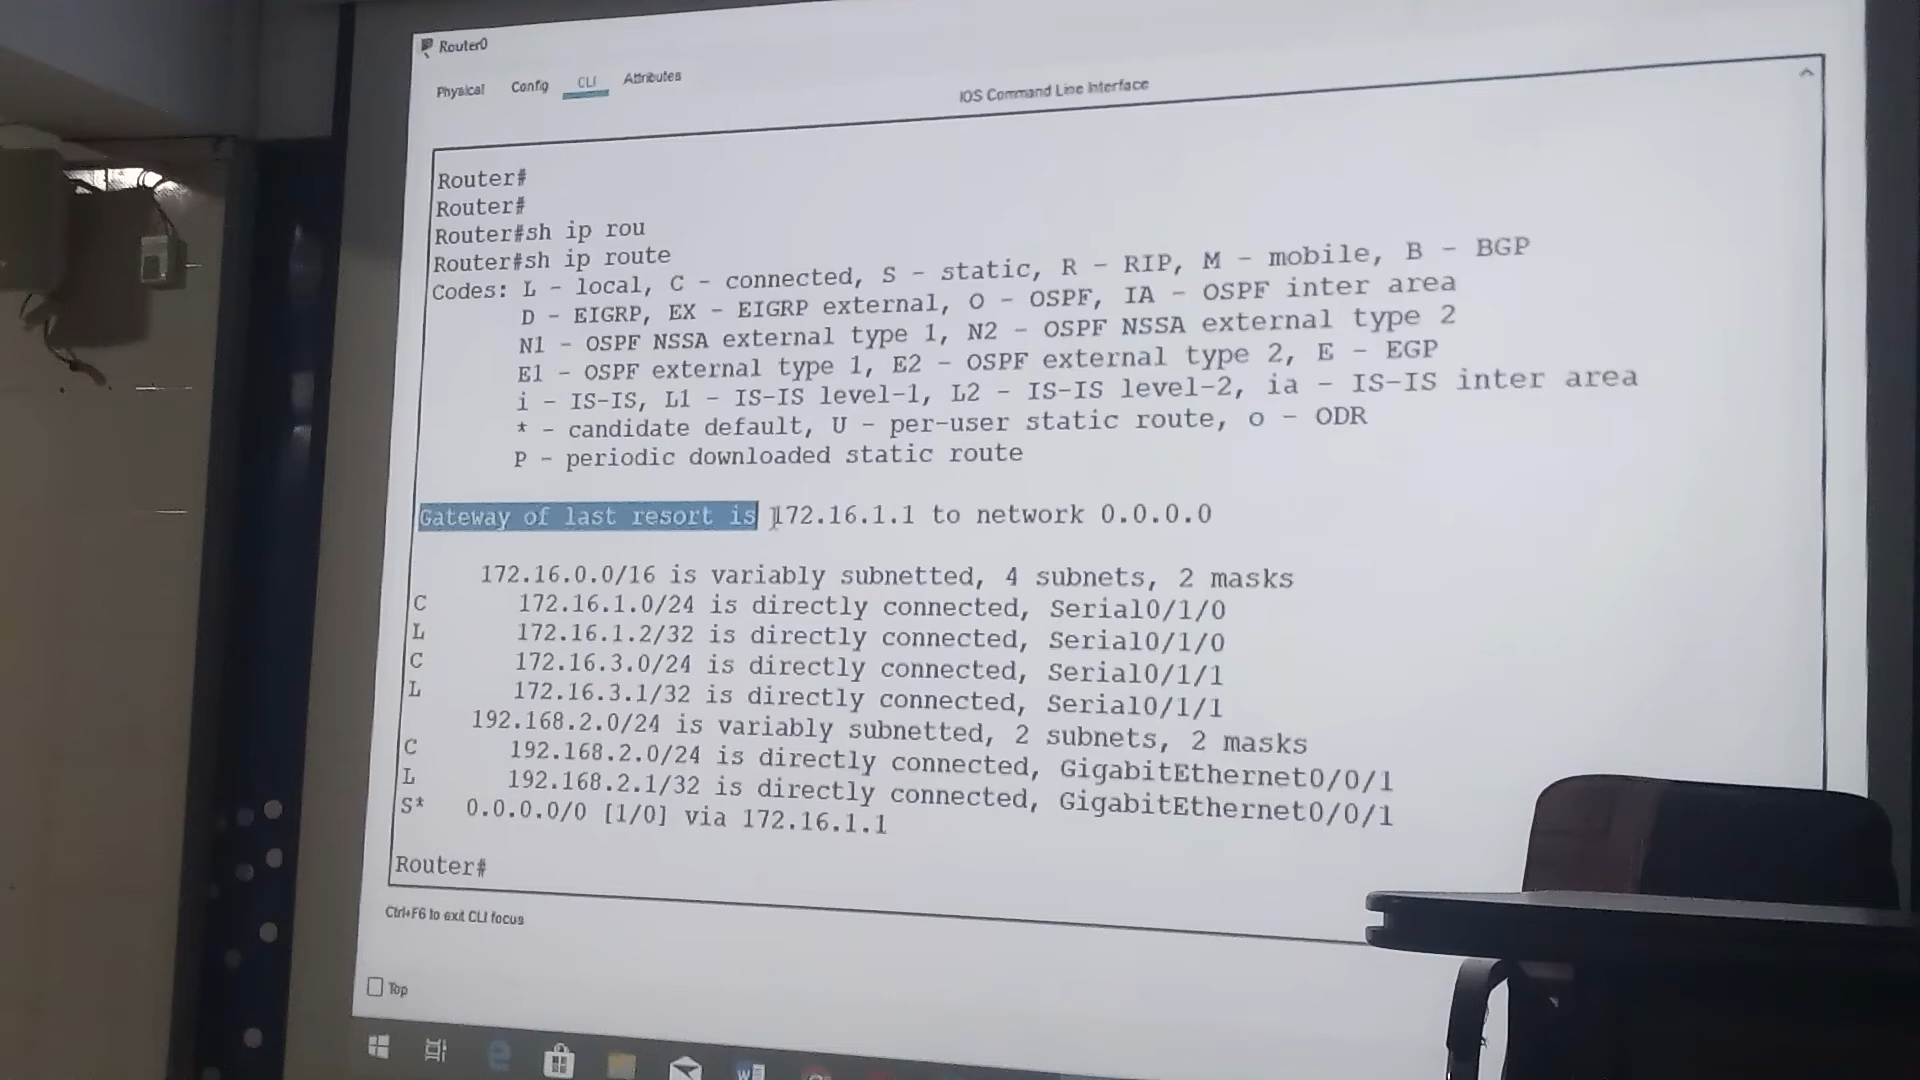 Router0
Physical Config CLI Attributes
IOS Command Line Interface
Router#
Router#
Router#sh ip rou
Router#sh ip route
Codes: L - local, C - connected, S - static, R - RIP, M - mobile, B - BGP
D - EIGRP, EX - EIGRP external, O - OSPF, IA - OSPF inter area
N1 - OSPF NSSA external type 1, N2 - OSPF NSSA external type 2
E1 - OSPF external type 1, E2 - OSPF external type 2, E - EGP
i - IS-IS, L1 - IS-IS level-1, L2 - IS-IS level-2, ia - IS-IS inter area
* - candidate default, U - per-user static route, o - ODR
P - periodic downloaded static route
Gateway of last resort is 172.16.1.1 to network 0.0.0.0
172.16.0.0/16 is variably subnetted, 4 subnets, 2 masks
C 172.16.1.0/24 is directly connected, Serial0/1/0
L 172.16.1.2/32 is directly connected, Serial0/1/0
C 172.16.3.0/24 is directly connected, Serial0/1/1
L 172.16.3.1/32 is directly connected, Serial0/1/1
192.168.2.0/24 is variably subnetted, 2 subnets, 2 masks
C 192.168.2.0/24 is directly connected, GigabitEthernet0/0/1
L 192.168.2.1/32 is directly connected, GigabitEthernet0/0/1
S* 0.0.0.0/0 [1/0] via 172.16.1.1
Router#
Ctrl+F6 to exit CLI focus
Top